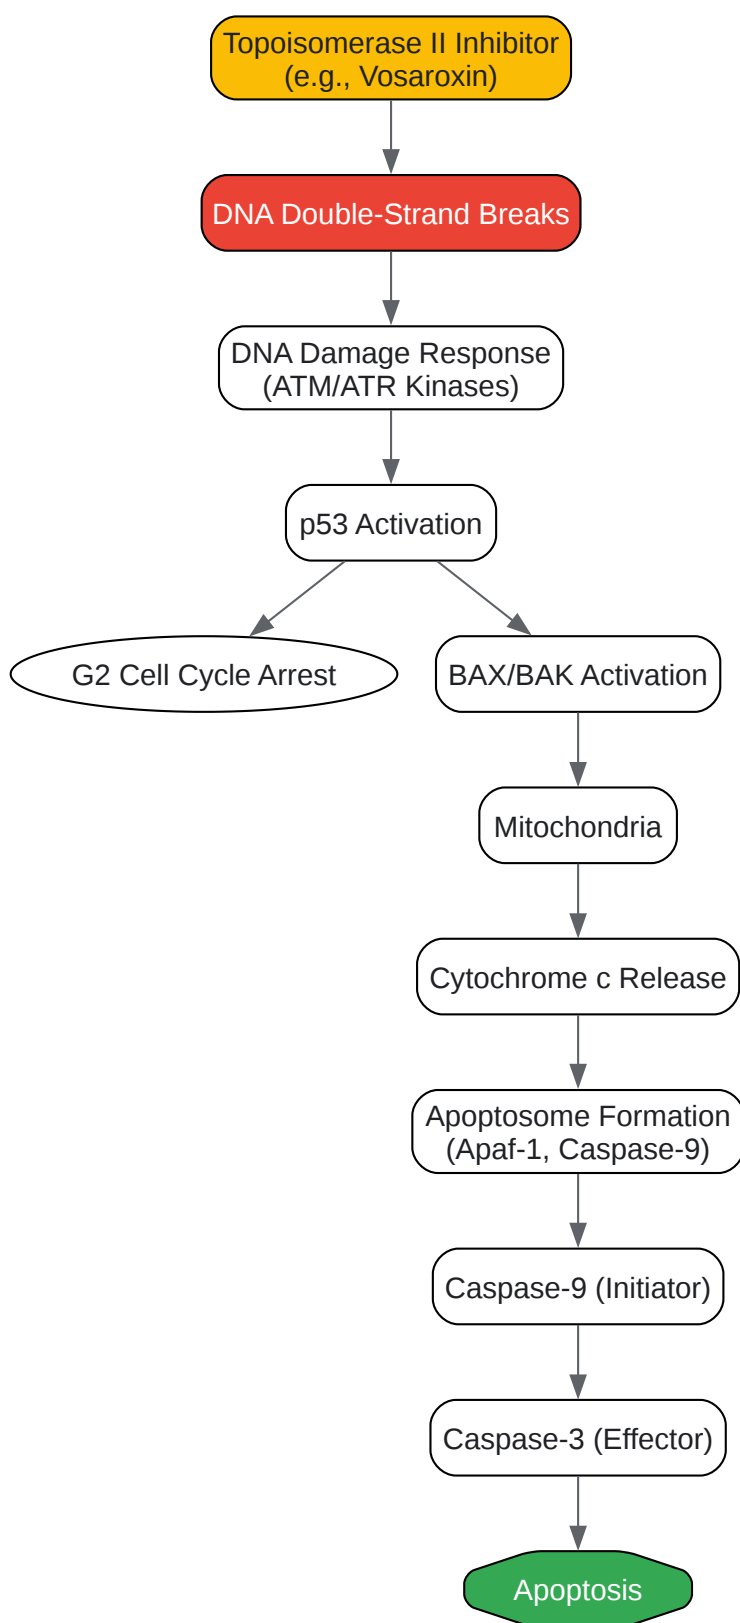 Topoisomerase II Inhibitor
(e.g., Vosaroxin)
DNA Double-Strand Breaks
DNA Damage Response
(ATM/ATR Kinases)
p53 Activation
G2 Cell Cycle Arrest
BAX/BAK Activation
Mitochondria
Cytochrome c Release
Apoptosome Formation
(Apaf-1, Caspase-9)
Caspase-9 (Initiator)
Caspase-3 (Effector)
Apoptosis